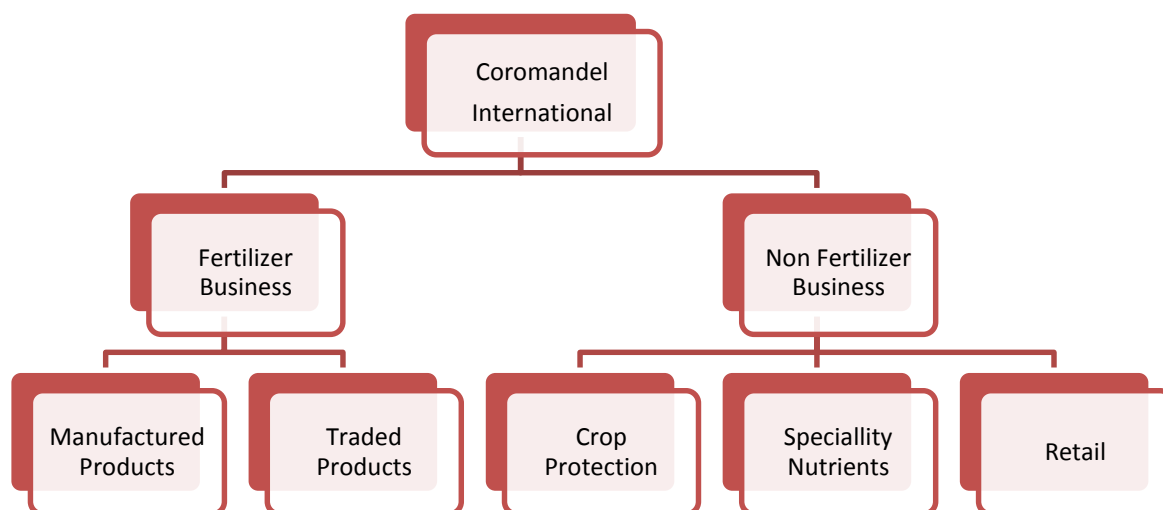 Coromandel
International
Fertilizer
Business
Non Fertilizer
Business
Manufactured
Products
Traded
Products
Crop
Protection
Speciallity
Nutrients
Retail